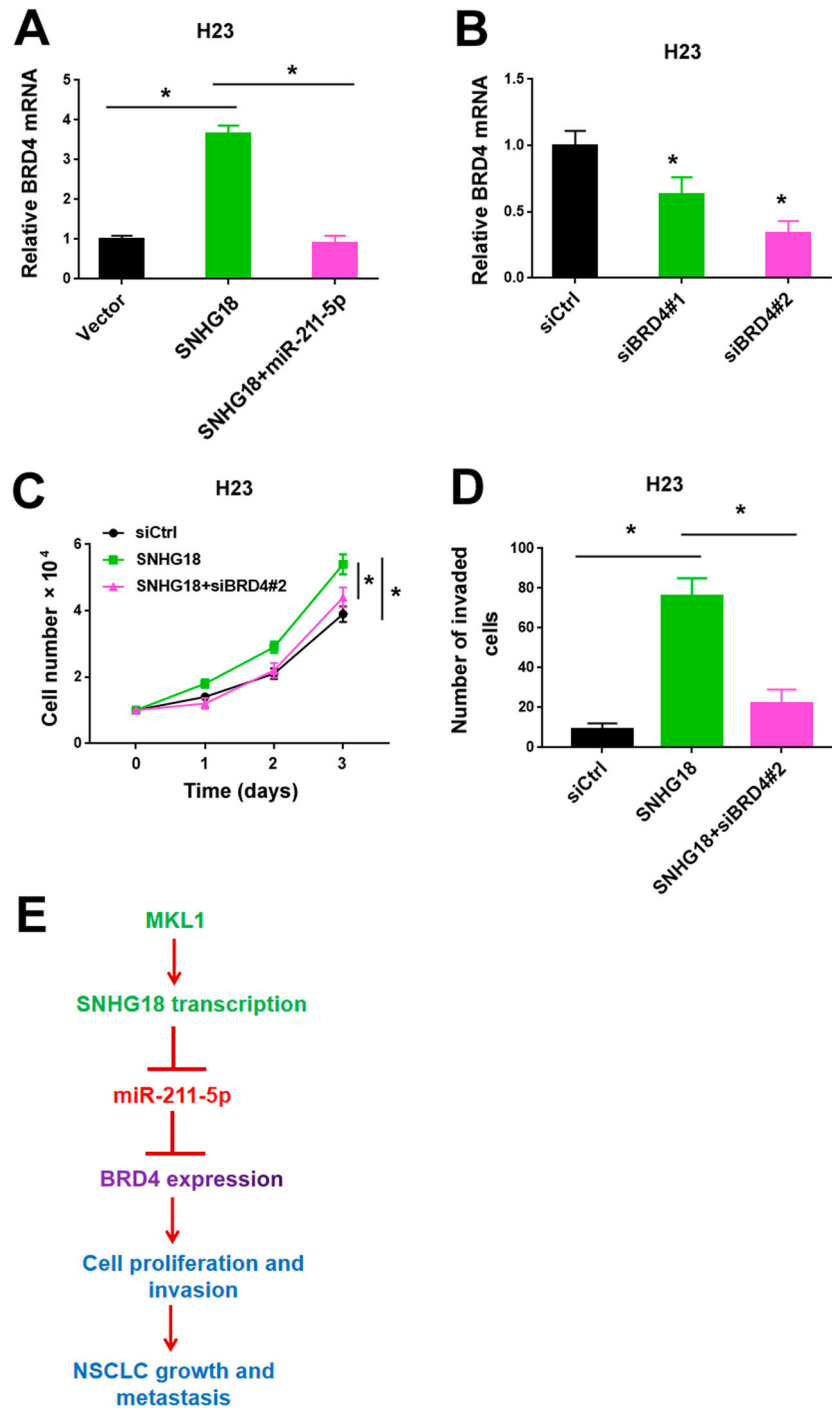 A
H23
Relative BRD4 mRNA
5
4
3
2
1
0
*
*
Vector
SNHG18
SNHG18+miR-211-5p
B
H23
Relative BRD4 mRNA
1.5
1.0
0.5
0.0
*
*
siCtrl
siBRD4#1
siBRD4#2
C
H23
siCtrl
SNHG18
SNHG18+siBRD4#2
Cell number × 10⁴
6
4
2
0
* *
0 1 2 3
Time (days)
D
H23
Number of invaded
cells
100
80
60
40
20
0
*
*
siCtrl
SNHG18
SNHG18+siBRD4#2
E
MKL1
SNHG18 transcription
miR-211-5p
BRD4 expression
Cell proliferation and
invasion
NSCLC growth and
metastasis